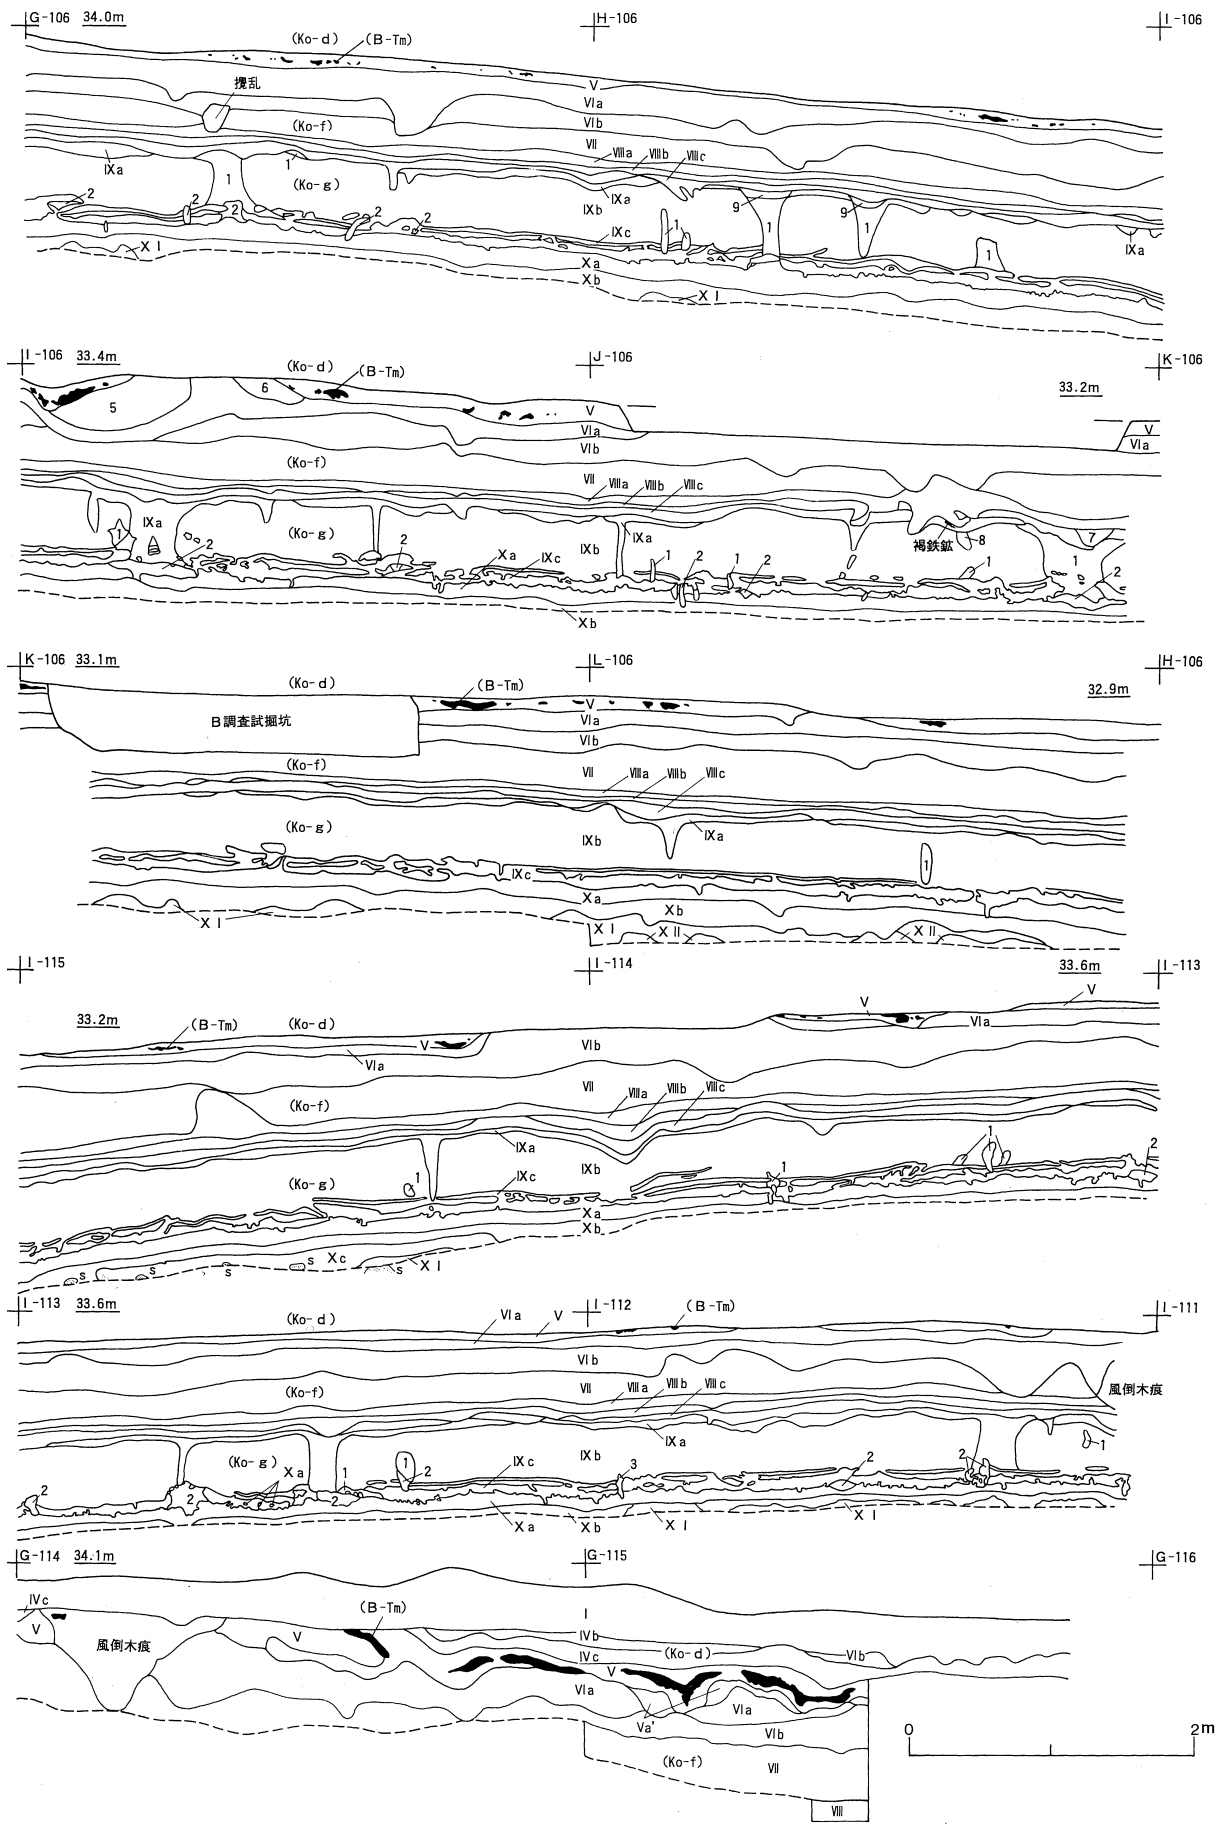 G-106 34.0m H-106 I-106
(Ko-d) (B-Tm)
V
攪乱 VIa
(Ko-f) VIb
VII VIIIa VIIIb VIIIc
IXa 1 1 (Ko-g) IXa
IXb 9 9
2 2 2 2 2 1 1 1 1
IXc IXa
XI Xa
Xb XI
I-106 33.4m J-106 K-106
(Ko-d) (B-Tm) 33.2m
5 6 V V
VIa VIa
VIb
(Ko-f)
VII VIIIa VIIIb VIIIc
1 IXa (Ko-g) IXb IXa 褐鉄鉱 8 7
2 2 Xa IXc 1 2 1 2 1 1 2
Xb
K-106 33.1m L-106 H-106
(Ko-d) (B-Tm) 32.9m
B調査試掘坑 V
VIa
VIb
(Ko-f) VII VIIIa VIIIb VIIIc
(Ko-g) IXb IXa
IXc 1
Xa
XI Xb
XI XII XII
I-115 I-114 I-113
33.6m
33.2m (B-Tm) (Ko-d) V V
V VIb VIa
VIa
(Ko-f) VII VIIIa VIIIb VIIIc
IXa 1 2
1 IXb 1
(Ko-g) IXc
Xa
Xb
s s s s Xc s XI
I-113 33.6m I-112 I-111
(Ko-d) VIa V (B-Tm)
VIb
(Ko-f) VII VIIIa VIIIb VIIIc 風倒木痕
IXa
(Ko-g) IXb 1
2 2 Xa 1 2 1 2 IXc 3 2 2
Xa Xb XI XI
G-114 34.1m G-115 G-116
IVc (B-Tm) I
V 風倒木痕 V IVb
IVc (Ko-d) VIb
V
VIa VIa
Va' VIb
(Ko-f) VII
VIII
0 2m